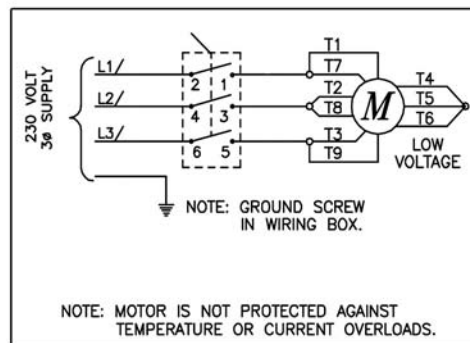 230 VOLT
3ø SUPPLY
L1/
L2/
L3/
2
1
4
3
6
5
T1
T7
T2
T8
T3
T9
M
T4
T5
T6
LOW
VOLTAGE
NOTE: GROUND SCREW
IN WIRING BOX.
NOTE: MOTOR IS NOT PROTECTED AGAINST
TEMPERATURE OR CURRENT OVERLOADS.